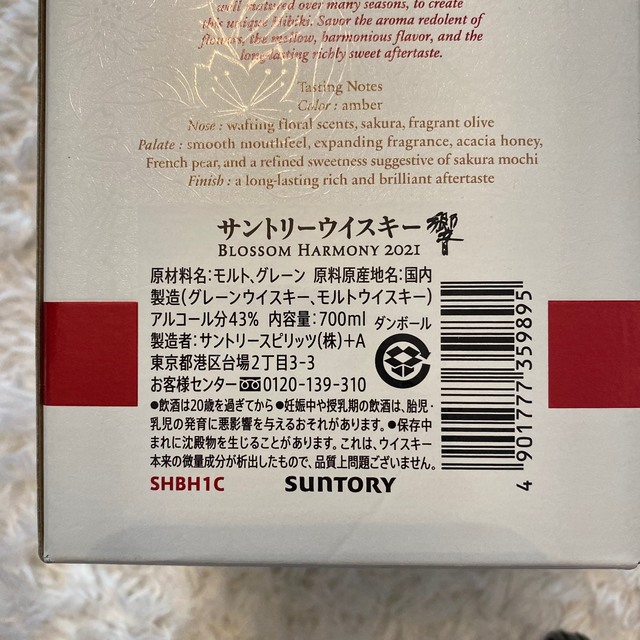 well matured over many seasons, to create
this unique Hibiki. Savor the aroma redolent of
flowers, the mellow, harmonious flavor, and the
long-lasting richly sweet aftertaste.
Tasting Notes
Color : amber
Nose : wafting floral scents, sakura, fragrant olive
Palate : smooth mouthfeel, expanding fragrance, acacia honey,
French pear, and a refined sweetness suggestive of sakura mochi
Finish : a long-lasting rich and brilliant aftertaste
サントリーウイスキー 響
BLOSSOM HARMONY 2021
原材料名:モルト、グレーン 原料原産地名:国内
製造(グレーンウイスキー、モルトウイスキー)
アルコール分43% 内容量:700ml
製造者:サントリースピリッツ(株)+A
東京都港区台場2丁目3-3
お客様センター 0120-139-310
ダンボール
●飲酒は20歳を過ぎてから ●妊娠中や授乳期の飲酒は、胎児・
乳児の発育に悪影響を与えるおそれがあります。 ●保存中
まれに沈殿物を生じることがあります。これは、ウイスキー
本来の微量成分が析出したもので、品質上問題ございません。
SHBH1C SUNTORY
4 901777 359895